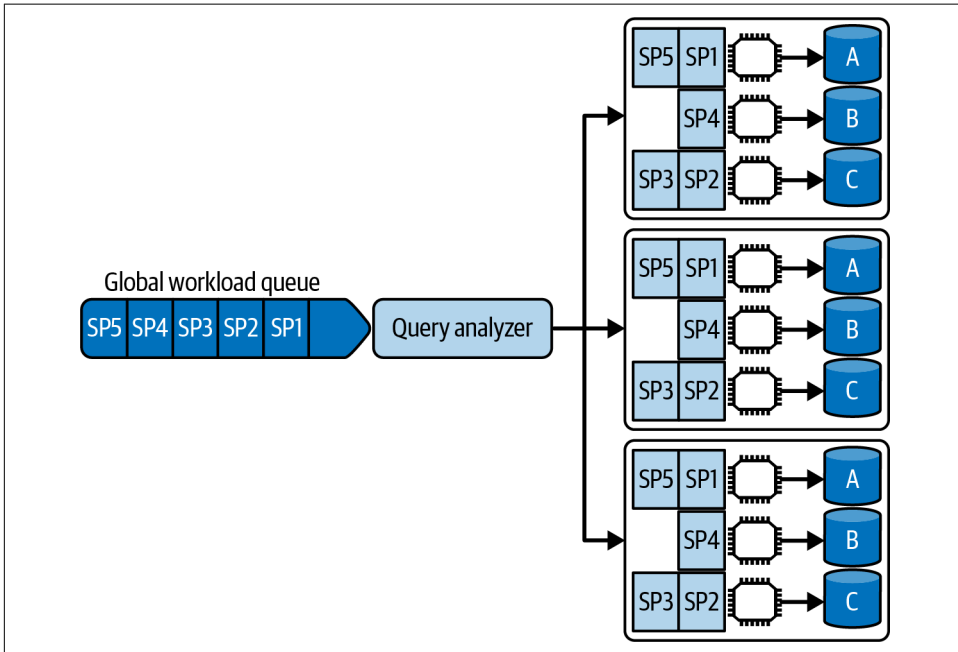 SP5 SP1 A
SP4 B
SP3 SP2 C
Global workload queue
SP5 SP4 SP3 SP2 SP1
Query analyzer
SP5 SP1 A
SP4 B
SP3 SP2 C
SP5 SP1 A
SP4 B
SP3 SP2 C